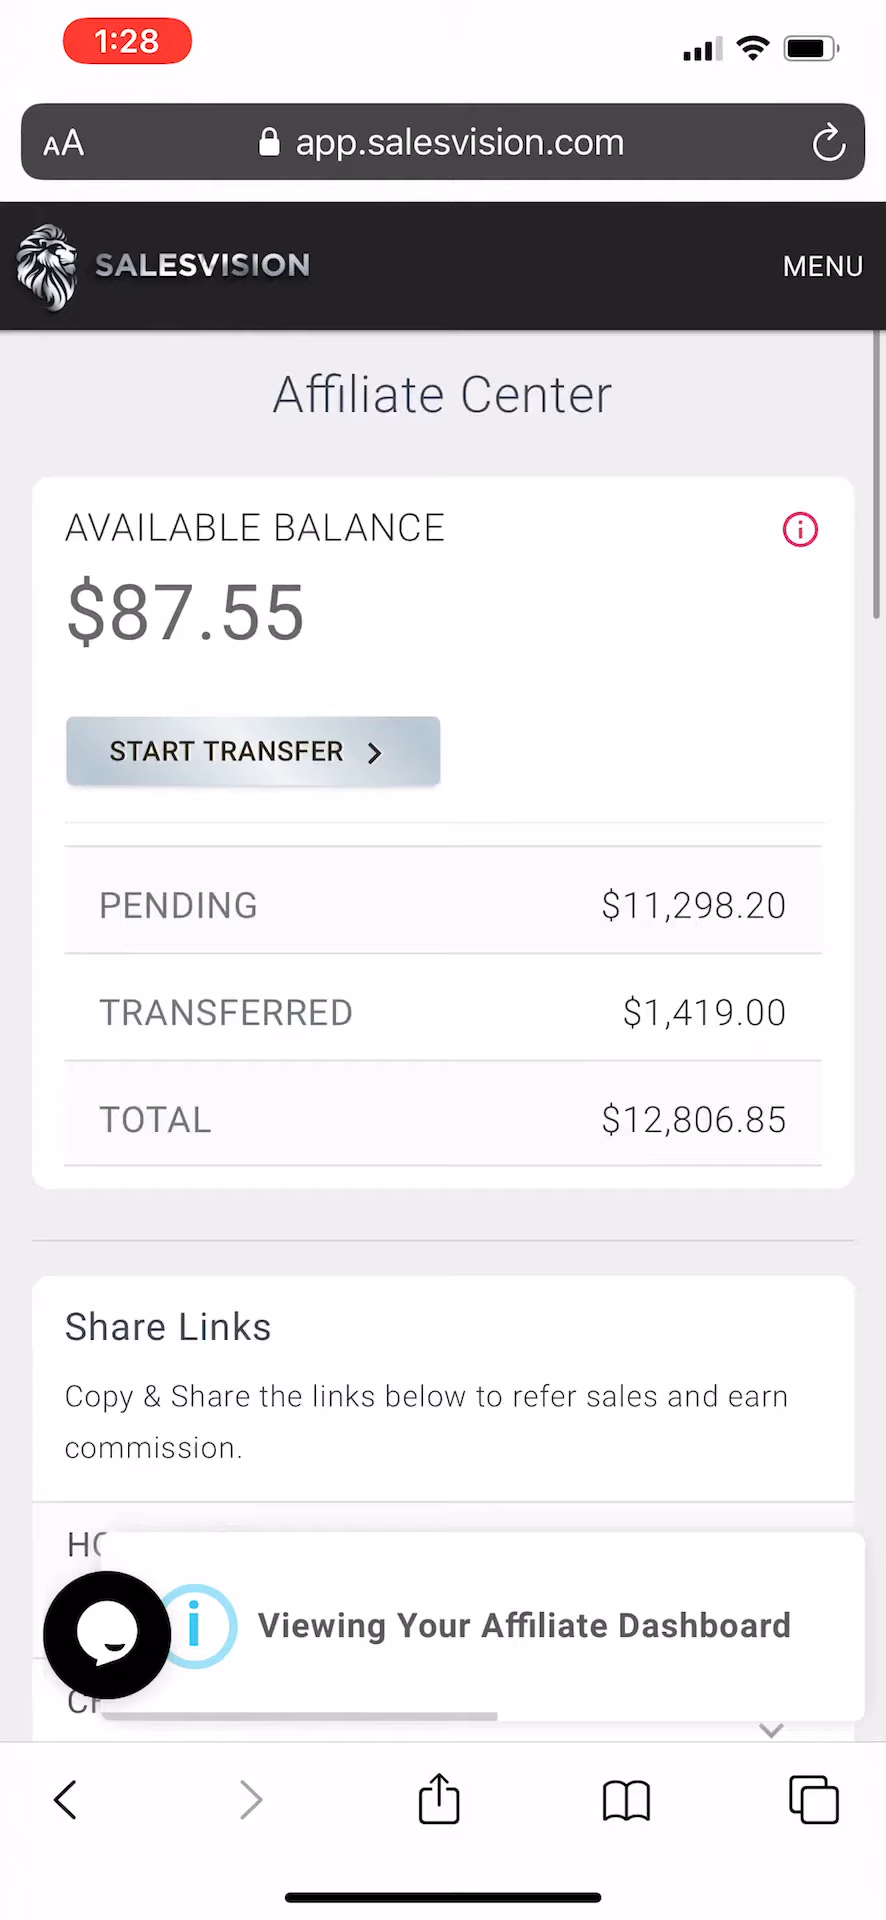 1:28
AA app.salesvision.com
SALESVISION MENU
Affiliate Center
AVAILABLE BALANCE
$87.55
START TRANSFER
PENDING $11,298.20
TRANSFERRED $1,419.00
TOTAL $12,806.85
Share Links
Copy & Share the links below to refer sales and earn
commission.
Viewing Your Affiliate Dashboard